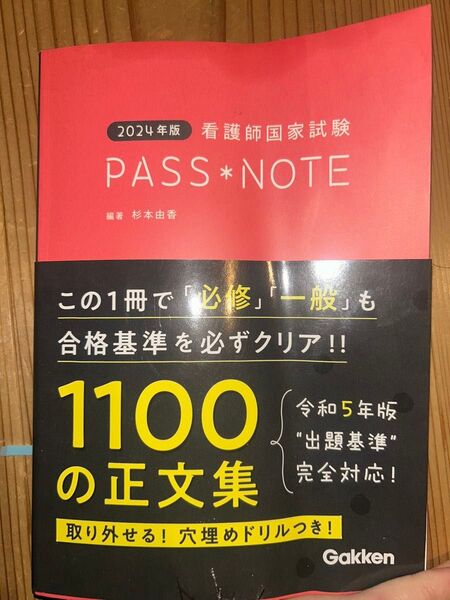 2024年版 看護師国家試験
PASS*NOTE
編著 杉本由香
この1冊で「必修」「一般」も
合格基準を必ずクリア!!
1100
の正文集
令和5年版
"出題基準"
完全対応!
取り外せる! 穴埋めドリルつき!
Gakken